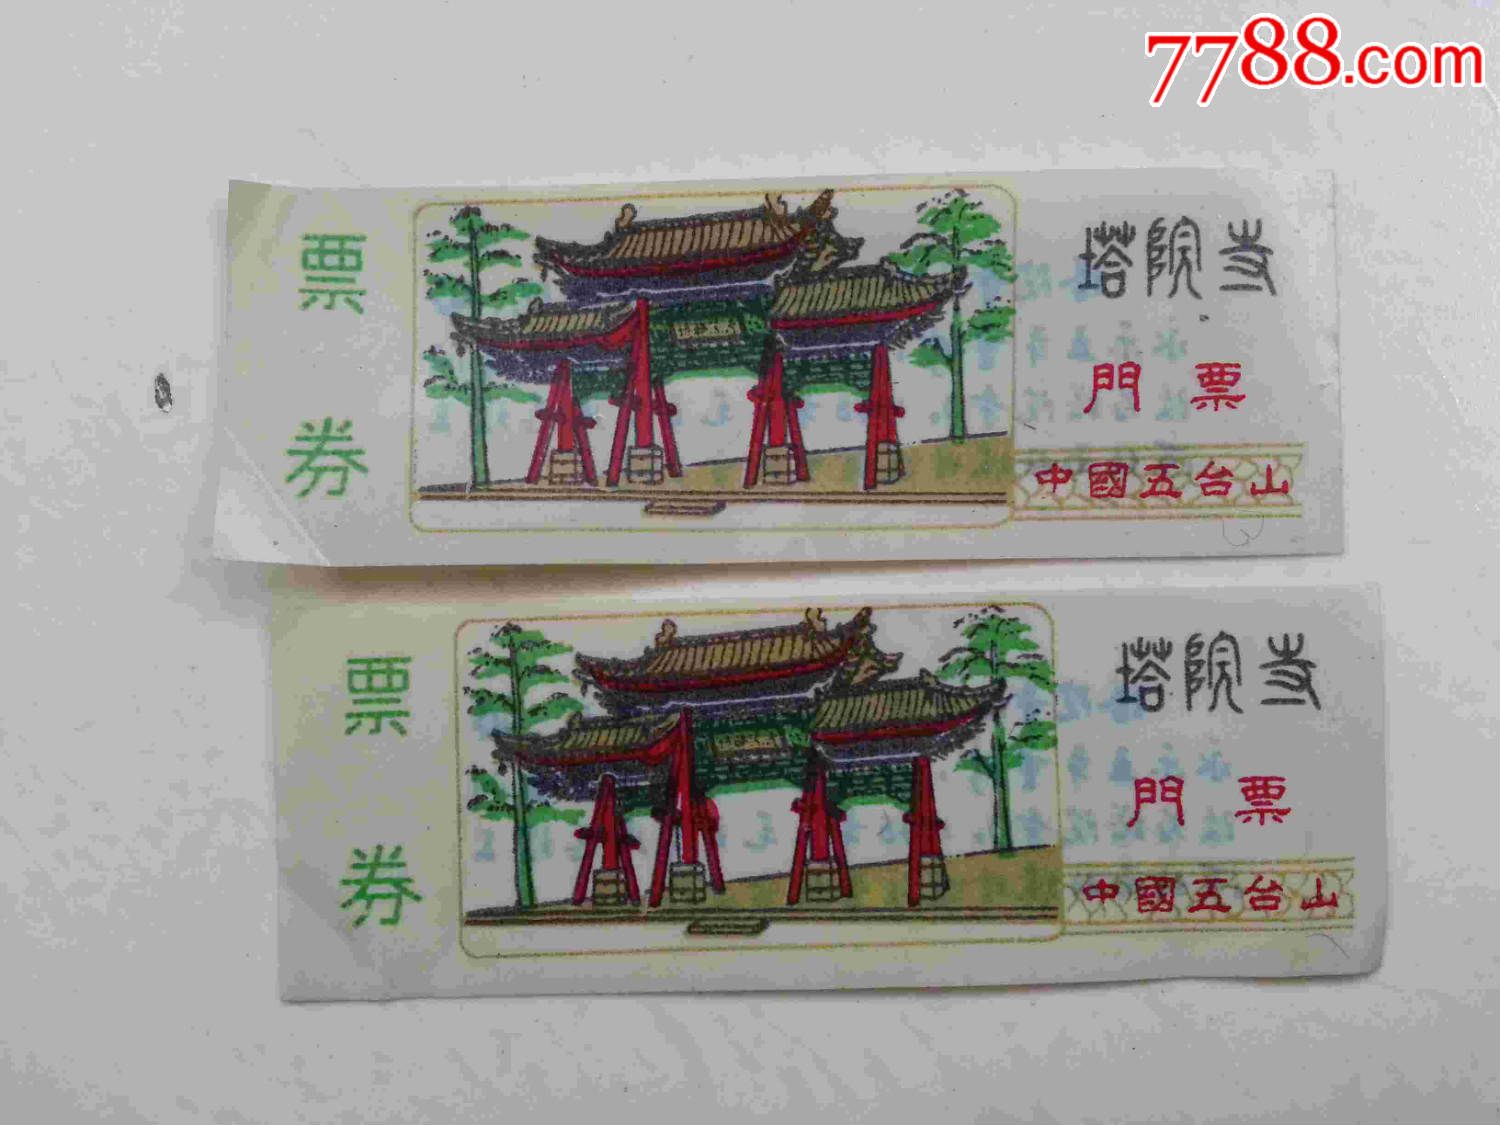 7788.com
票
券
塔院寺
門票
中國五台山
票
券
塔院寺
門票
中國五台山